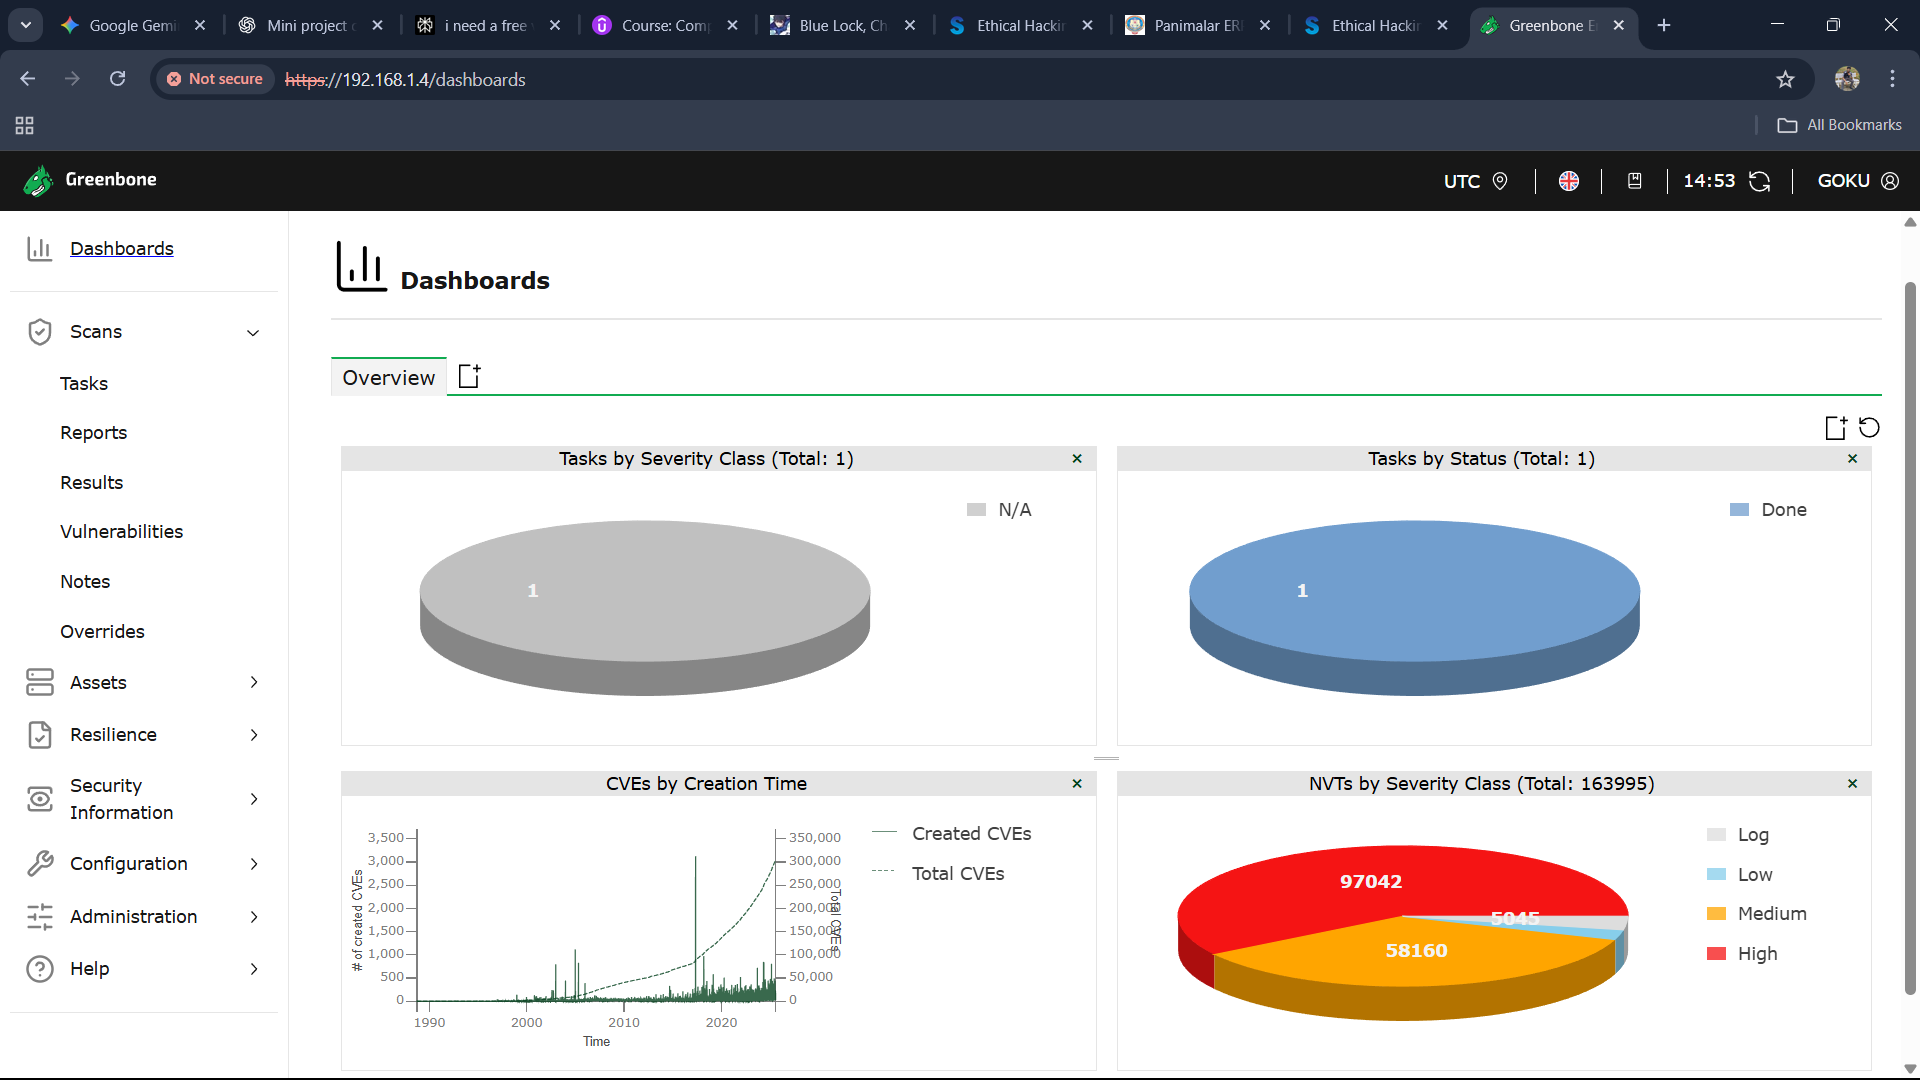 Google Gemi
Mini project c
i need a free
Course: Comp
Blue Lock, Ch
Ethical Hackin
Panimalar ERP
Ethical Hackin
Greenbone E
Not secure
https://192.168.1.4/dashboards
All Bookmarks
Greenbone
UTC
14:53
GOKU
Dashboards
Scans
Tasks
Reports
Results
Vulnerabilities
Notes
Overrides
Assets
Resilience
Security
Information
Configuration
Administration
Help
Dashboards
Overview
Tasks by Severity Class (Total: 1)
N/A
1
Tasks by Status (Total: 1)
Done
1
CVEs by Creation Time
Created CVEs
Total CVEs
# of created CVEs
3,500
3,000
2,500
2,000
1,500
1,000
500
0
350,000
300,000
250,000
200,000
150,000
100,000
50,000
0
Total CVEs
1990
2000
2010
2020
Time
NVTs by Severity Class (Total: 163995)
Log
Low
Medium
High
97042
5045
58160